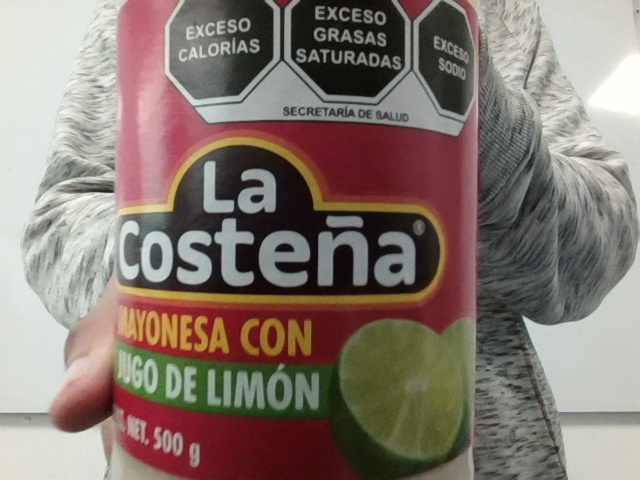 EXCESO
CALORÍAS
EXCESO
GRASAS
SATURADAS
EXCESO
SODIO
SECRETARÍA DE SALUD
La
Costeña®
MAYONESA CON
JUGO DE LIMÓN
NET. 500 g